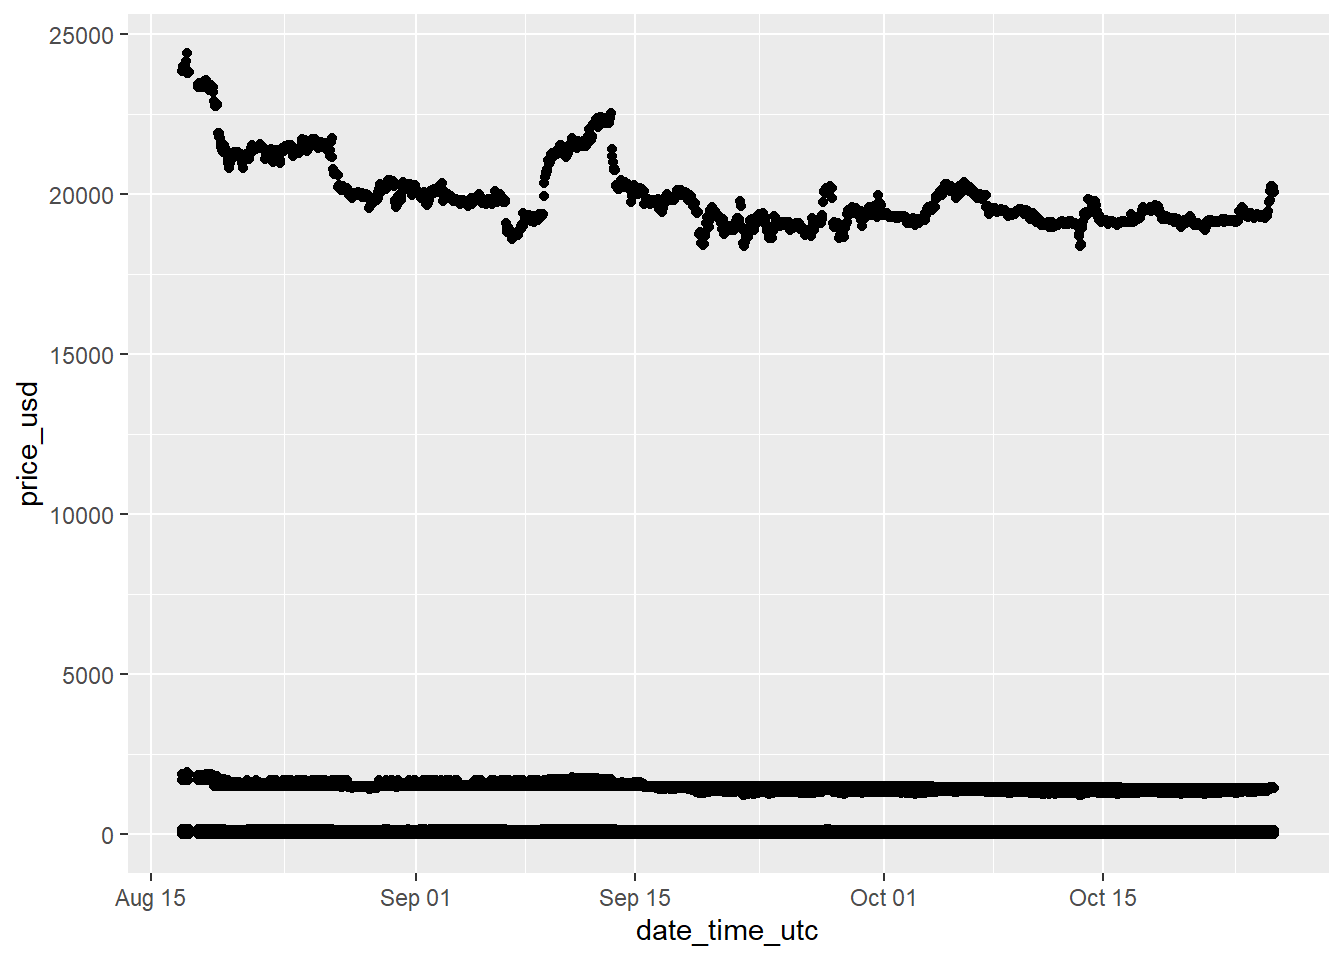 25000
20000
15000
10000
5000
0
price_usd
Aug 15
Sep 01
Sep 15
Oct 01
Oct 15
date_time_utc